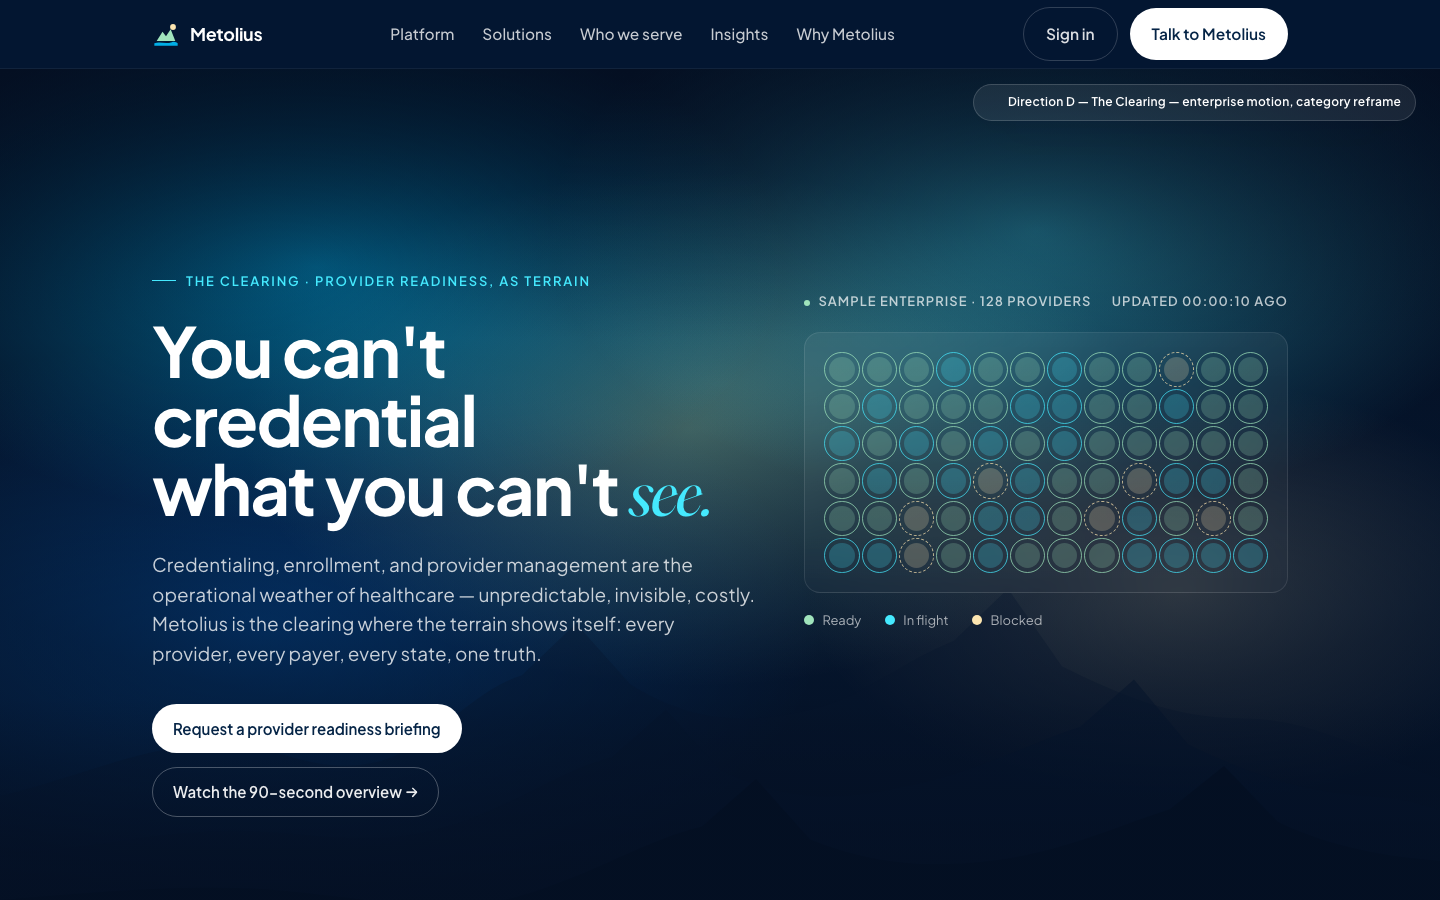 Metolius
Platform
Solutions
Who we serve
Insights
Why Metolius
Sign in
Talk to Metolius
Direction D — The Clearing — enterprise motion, category reframe
THE CLEARING · PROVIDER READINESS, AS TERRAIN
You can't
credential
what you can't see.
Credentialing, enrollment, and provider management are the
operational weather of healthcare — unpredictable, invisible, costly.
Metolius is the clearing where the terrain shows itself: every
provider, every payer, every state, one truth.
Request a provider readiness briefing
Watch the 90-second overview →
SAMPLE ENTERPRISE · 128 PROVIDERS
UPDATED 00:00:10 AGO
Ready
In flight
Blocked